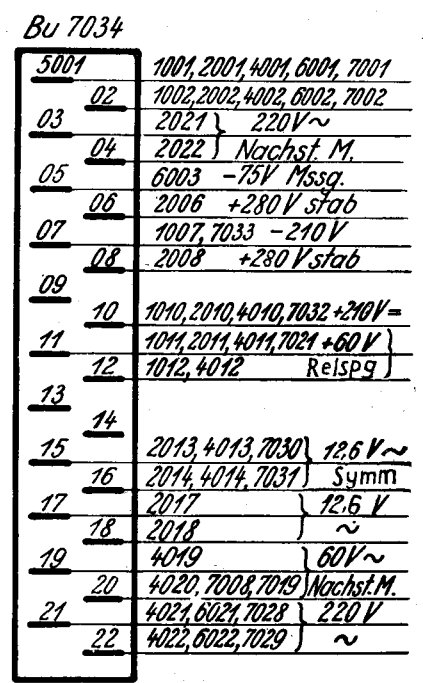 Bu 7034
5001 1001, 2001, 4001, 6001, 7001
02 1002, 2002, 4002, 6002, 7002
03 2021 } 220V~
04 2022 } Nachst. M.
05 6003 -75V Mssg.
06 2006 +280V stab
07 1007, 7033 -210V
08 2008 +280V stab
09
10 1010, 2010, 4010, 7032 +210V=
11 1011, 2011, 4011, 7021 +60V }
12 1012, 4012 Relspg }
13
14
15 2013, 4013, 7030 } 12,6V~
16 2014, 4014, 7031 } Symm
17 2017 } 12,6 V
18 2018 } ~
19 4019 } 60V~
20 4020, 7008, 7019 } Nachst. M.
21 4021, 6021, 7028 } 220 V
22 4022, 6022, 7029 } ~